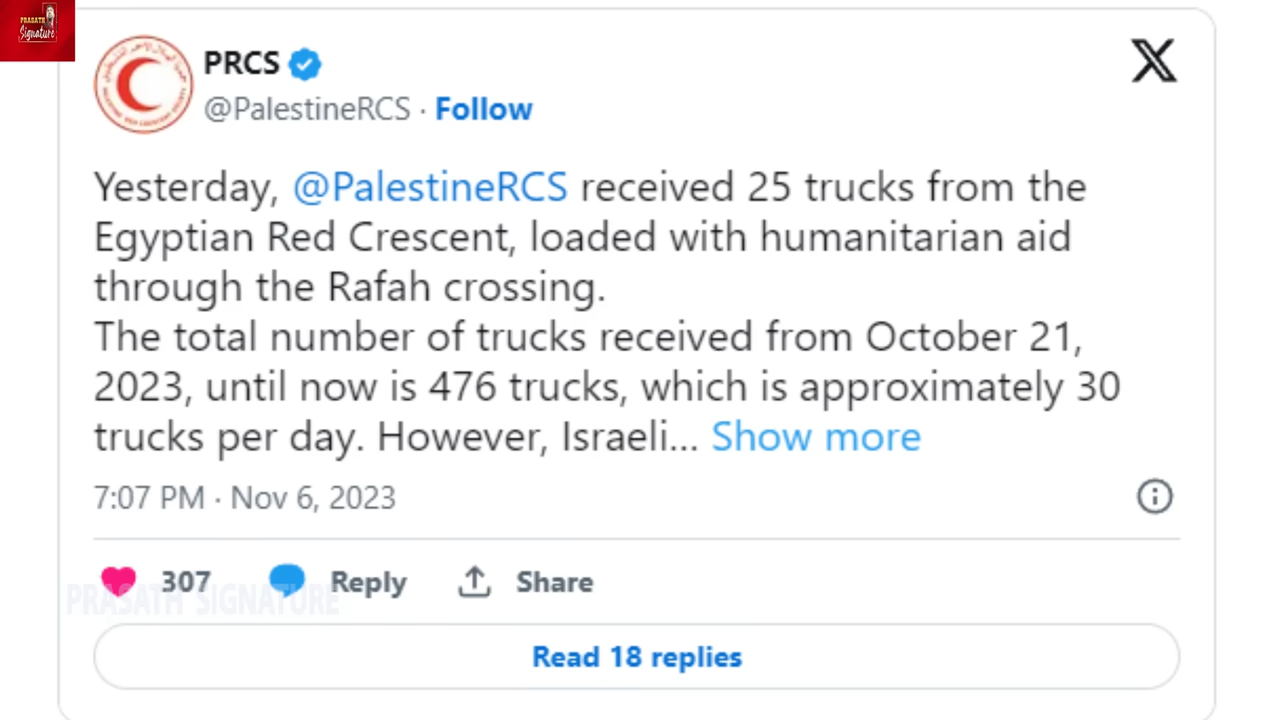 PRASATH
Signature
PRCS
@PalestineRCS · Follow
Yesterday, @PalestineRCS received 25 trucks from the
Egyptian Red Crescent, loaded with humanitarian aid
through the Rafah crossing.
The total number of trucks received from October 21,
2023, until now is 476 trucks, which is approximately 30
trucks per day. However, Israeli... Show more
7:07 PM · Nov 6, 2023
307 Reply Share
PRASATH SIGNATURE
Read 18 replies